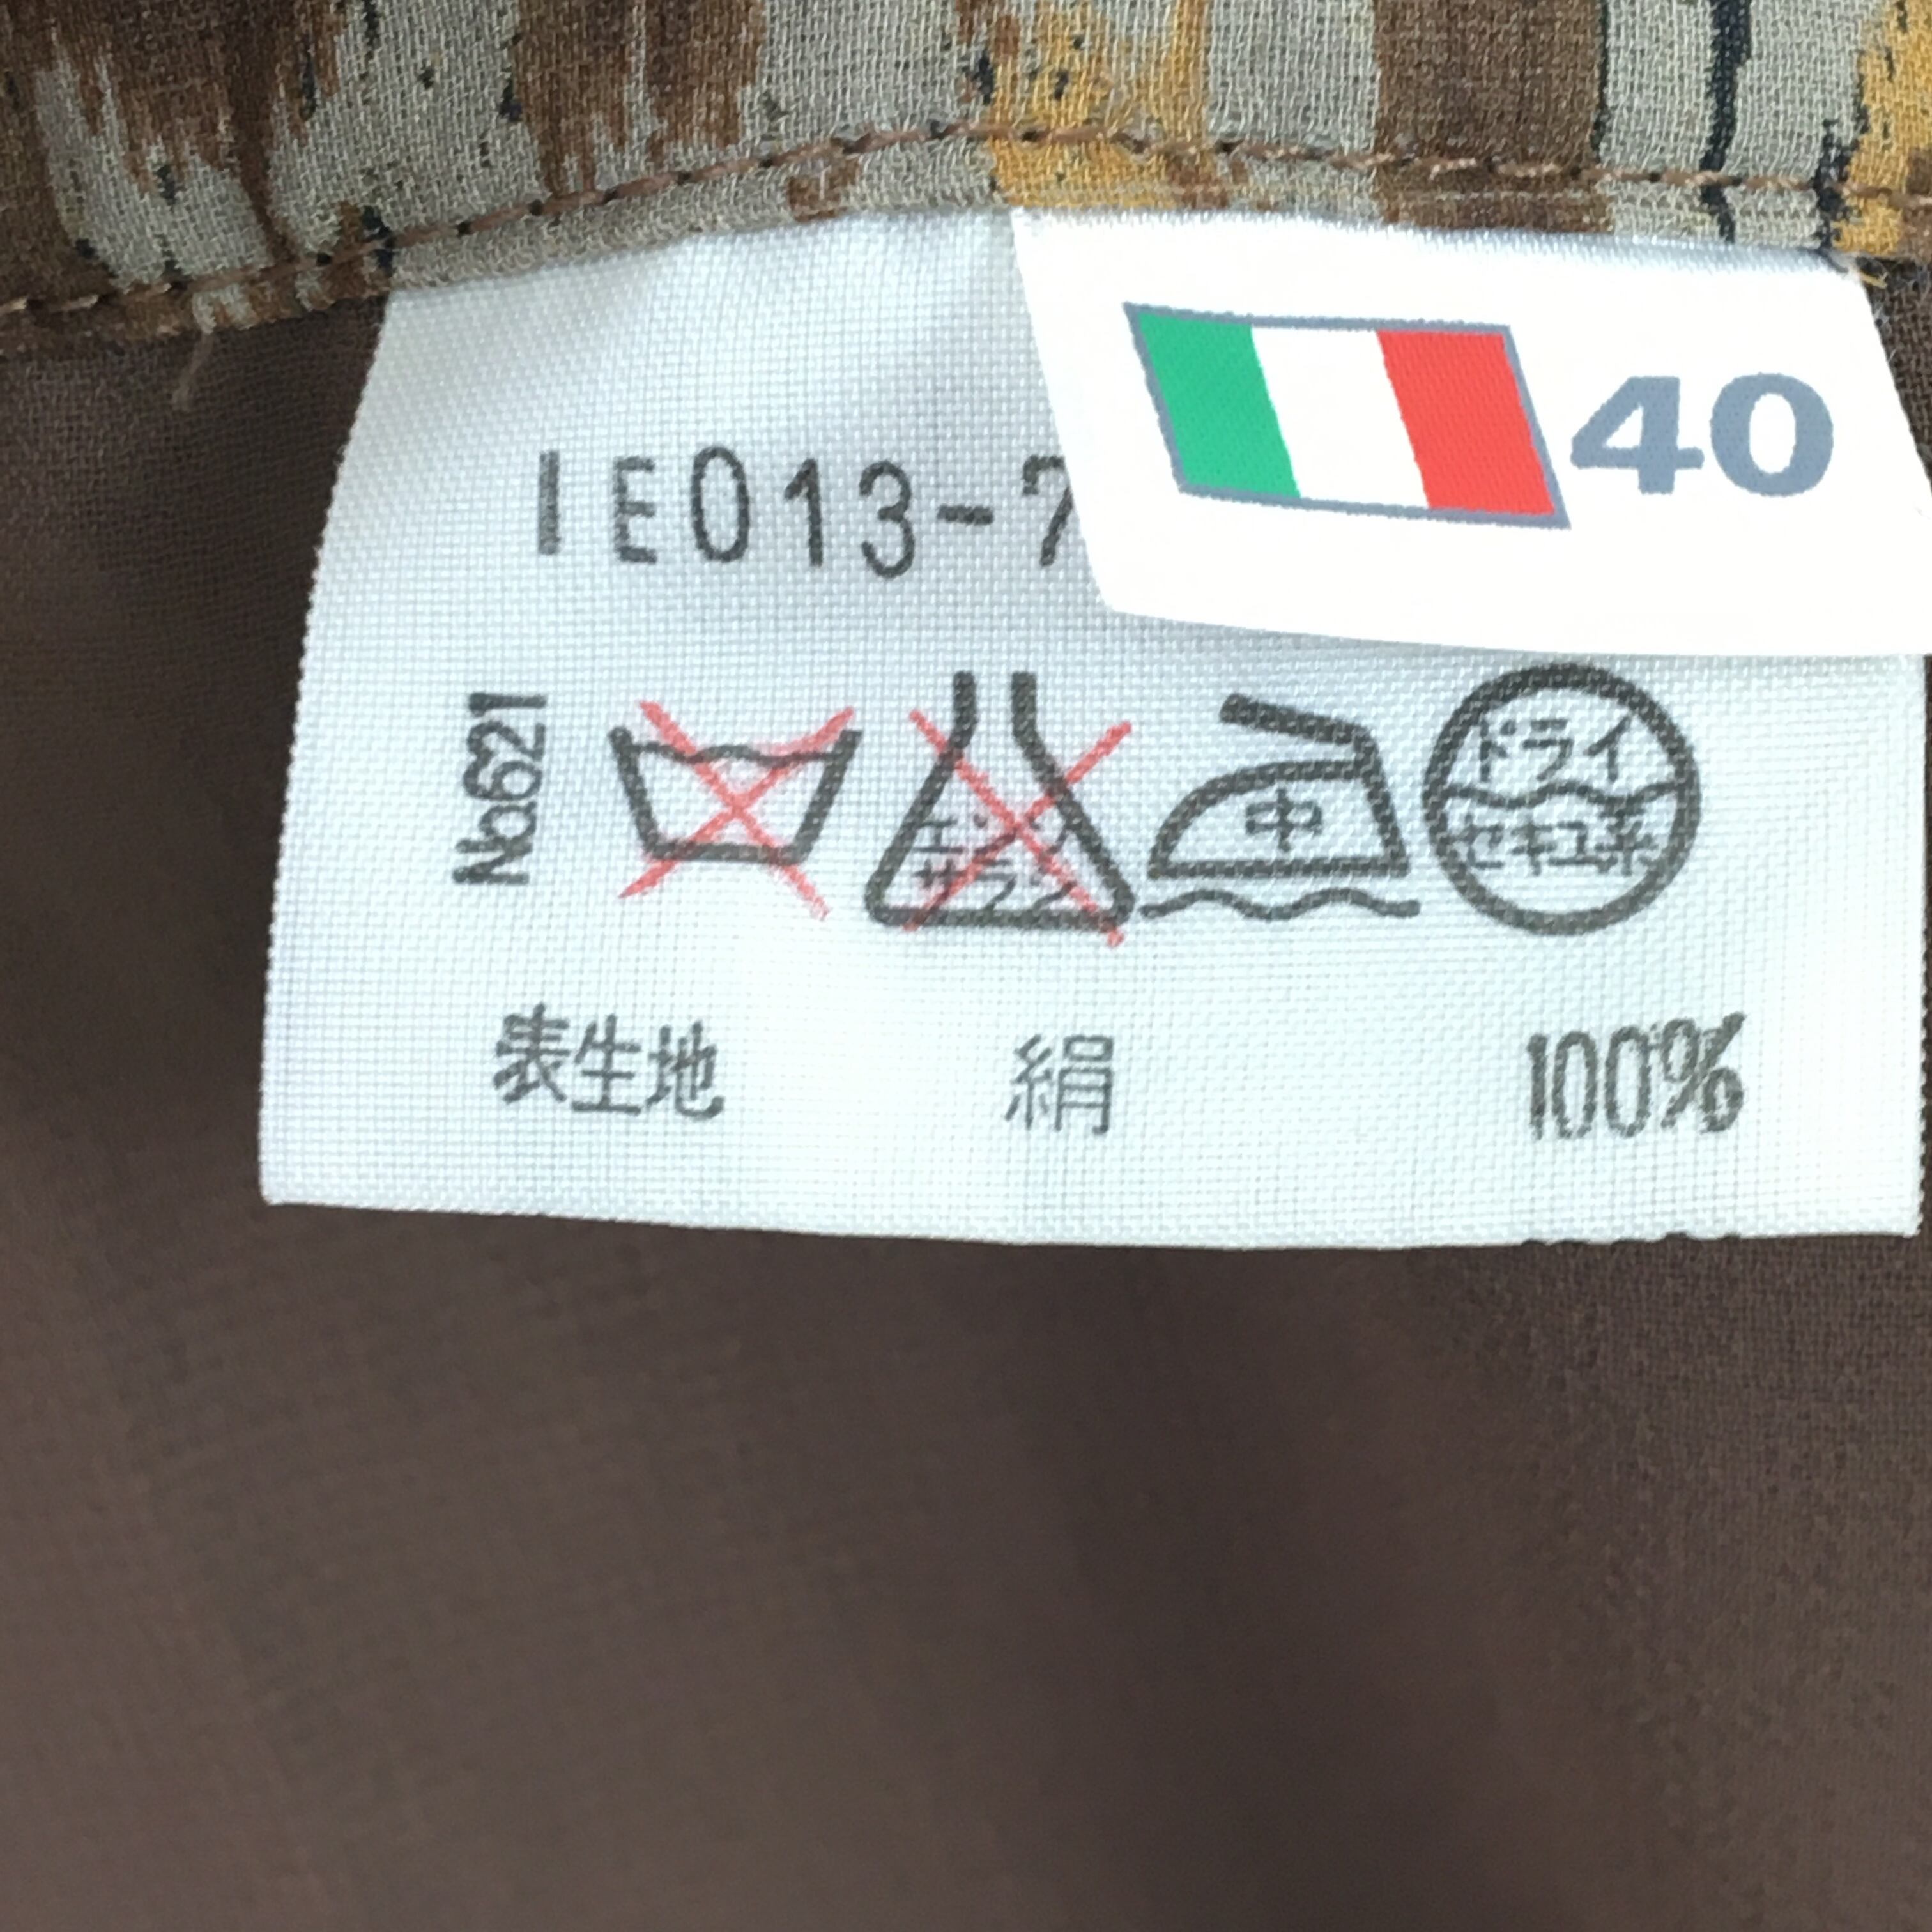 40
IE013-7
No621
エンソ
サラシ
中
ドライ
セキユ系
表生地 絹 100%